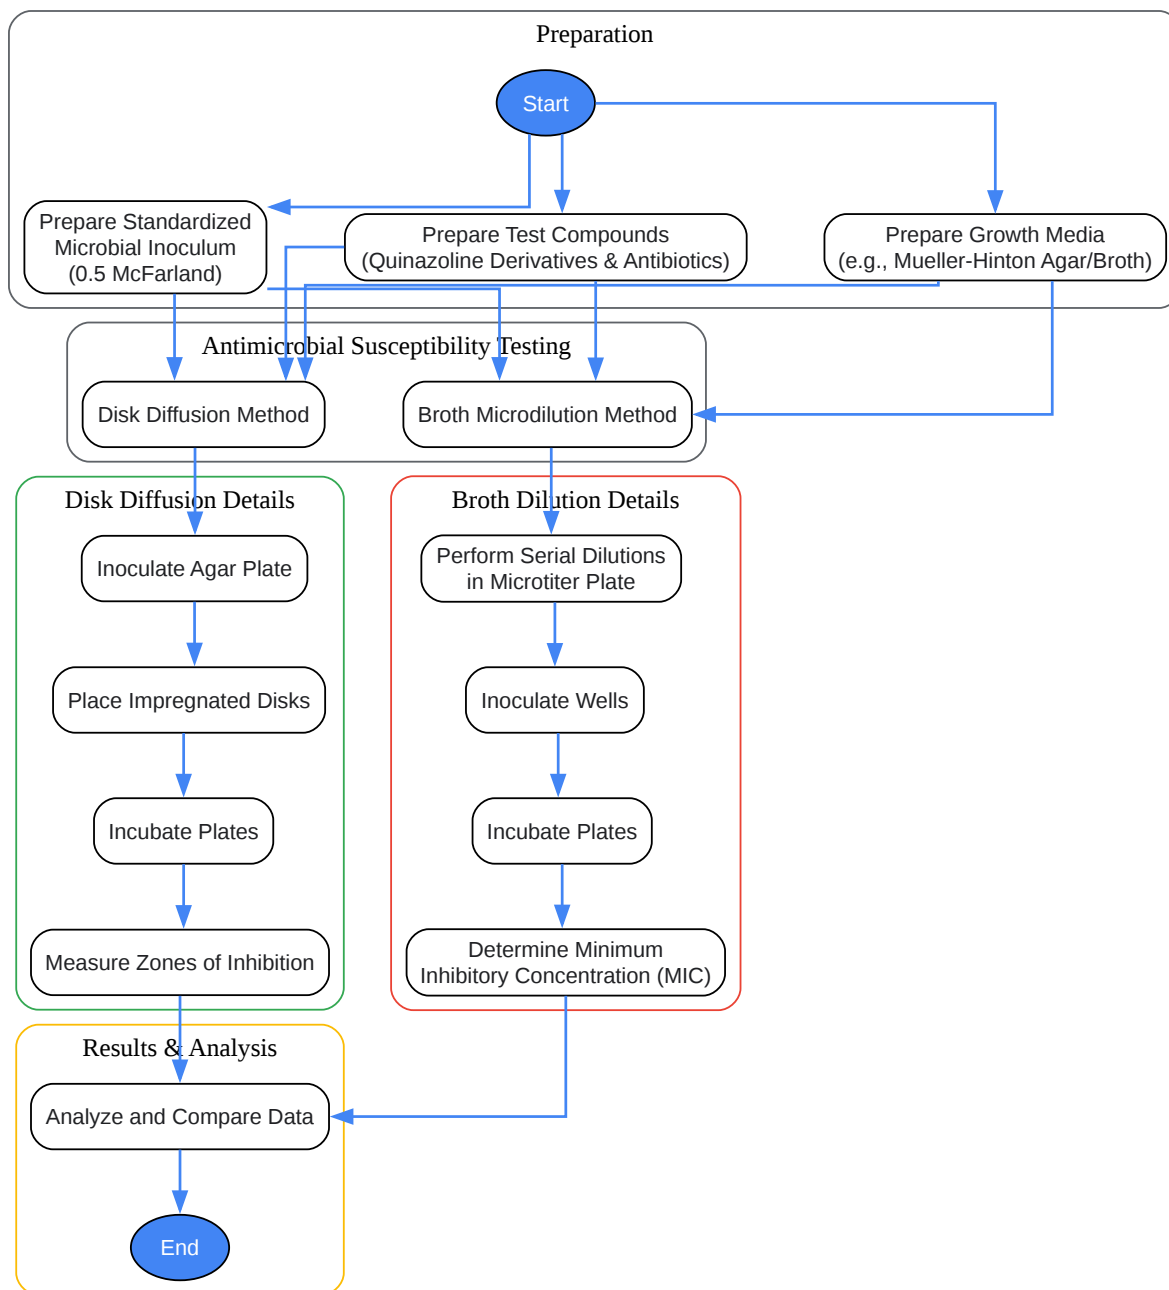 Preparation
Start
Prepare Standardized
Microbial Inoculum
(0.5 McFarland)
Prepare Test Compounds
(Quinazoline Derivatives & Antibiotics)
Prepare Growth Media
(e.g., Mueller-Hinton Agar/Broth)
Antimicrobial Susceptibility Testing
Disk Diffusion Method
Broth Microdilution Method
Disk Diffusion Details
Inoculate Agar Plate
Place Impregnated Disks
Incubate Plates
Measure Zones of Inhibition
Broth Dilution Details
Perform Serial Dilutions
in Microtiter Plate
Inoculate Wells
Incubate Plates
Determine Minimum
Inhibitory Concentration (MIC)
Results & Analysis
Analyze and Compare Data
End